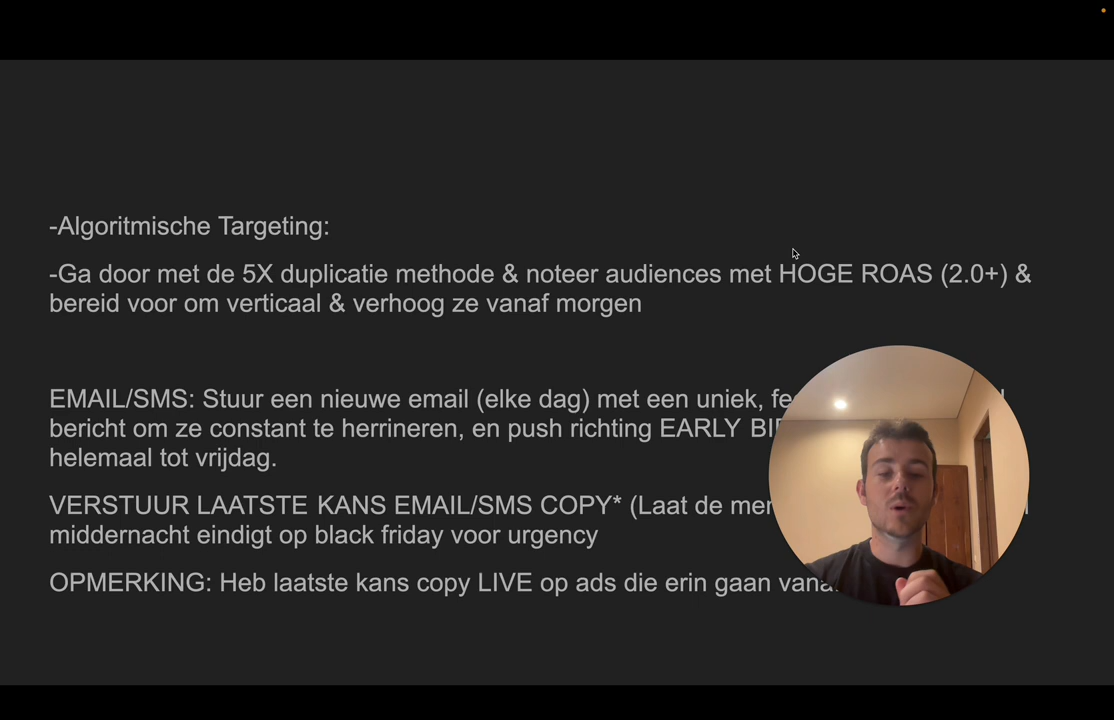 -Algoritmische Targeting:
-Ga door met de 5X duplicatie methode & noteer audiences met HOGE ROAS (2.0+) &
bereid voor om verticaal & verhoog ze vanaf morgen
EMAIL/SMS: Stuur een nieuwe email (elke dag) met een uniek,
bericht om ze constant te herrineren, en push richting EARLY
helemaal tot vrijdag.
VERSTUUR LAATSTE KANS EMAIL/SMS COPY* (Laat de
middernacht eindigt op black friday voor urgency
OPMERKING: Heb laatste kans copy LIVE op ads die erin gaan